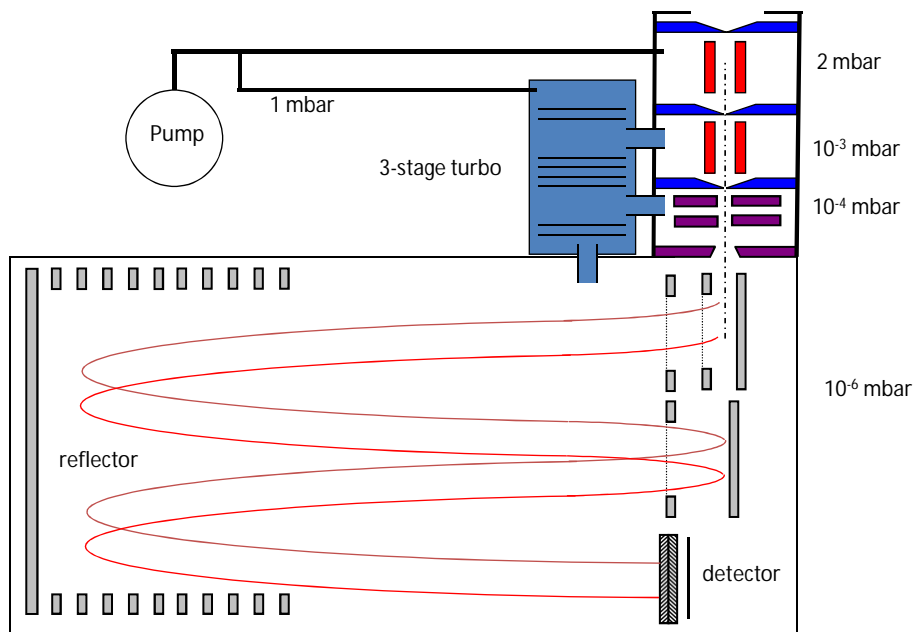 2 mbar
1 mbar
Pump
10⁻³ mbar
3-stage turbo
10⁻⁴ mbar
10⁻⁶ mbar
reflector
detector